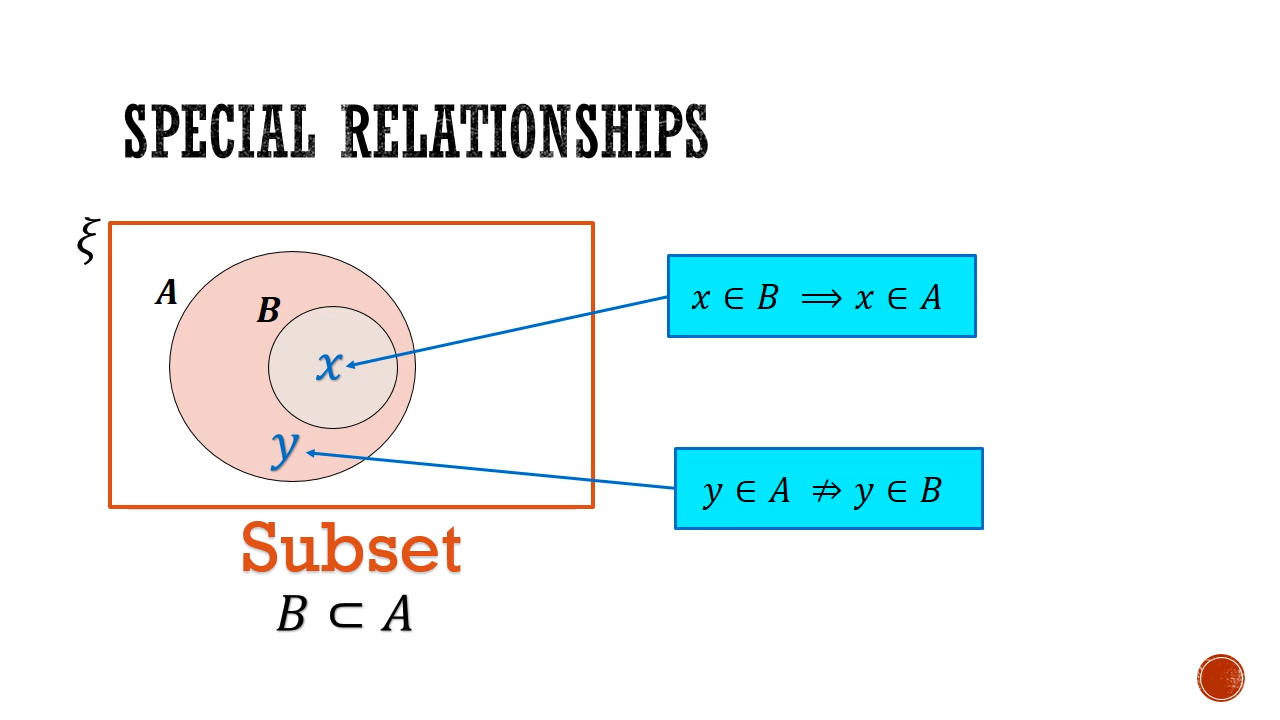 SPECIAL RELATIONSHIPS
ξ
A
B
x
y
x ∈ B ⟹ x ∈ A
y ∈ A ⇏ y ∈ B
Subset
B ⊂ A